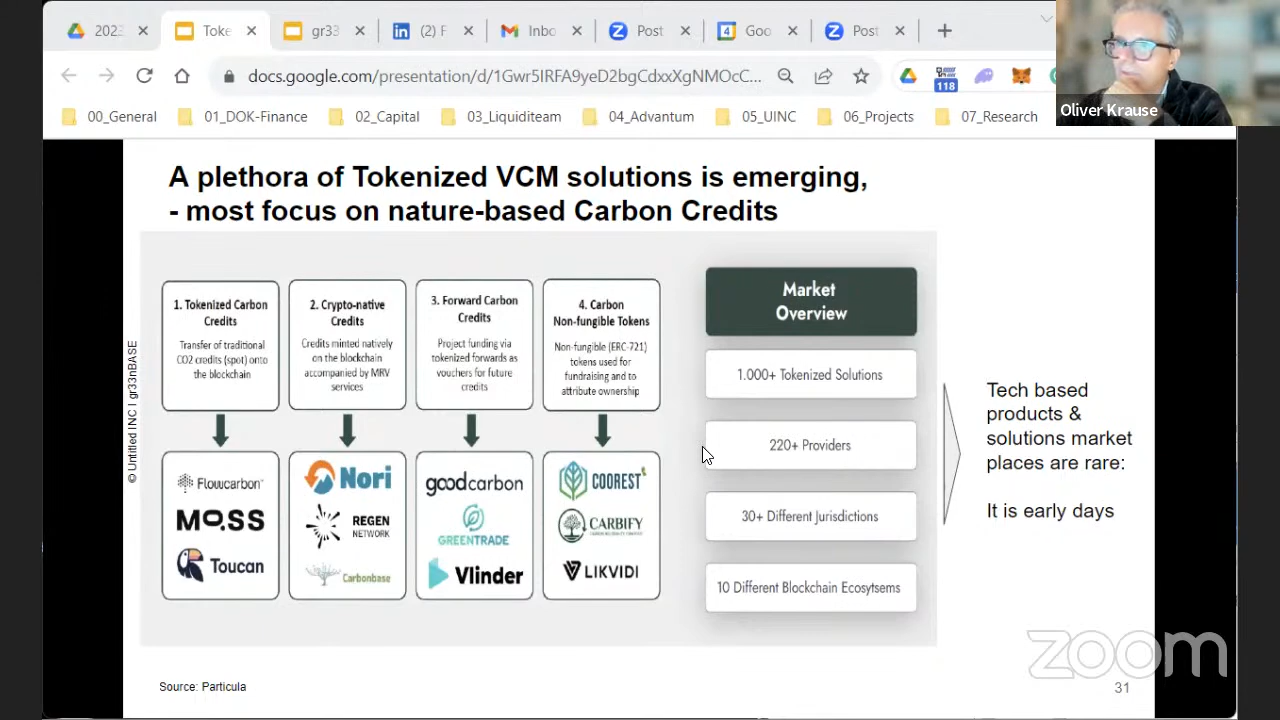 2023
Toke
gr33
(2) F
Inbo
Post
Goo
Post
docs.google.com/presentation/d/1Gwr5IRFA9yeD2bgCdxxXgNMOcC...
118
00_General
01_DOK-Finance
02_Capital
03_Liquiditeam
04_Advantum
05_UINC
06_Projects
07_Research
Oliver Krause
A plethora of Tokenized VCM solutions is emerging,
- most focus on nature-based Carbon Credits
© Untitled INC I gr33nBASE
1. Tokenized Carbon
Credits
Transfer of traditional
CO2 credits (spot) onto
the blockchain
2. Crypto-native
Credits
Credits minted natively
on the blockchain
accompanied by MRV
services
3. Forward Carbon
Credits
Project funding via
tokenized forwards as
vouchers for future
credits
4. Carbon
Non-fungible Tokens
Non-fungible (ERC-721)
tokens used for
fundraising and to
attribute ownership
Flowcarbon
MOSS
Toucan
Nori
REGEN
NETWORK
Carbonbase
goodcarbon
GREENTRADE
Vlinder
COOREST
CARBIFY
LIKVIDI
Market
Overview
1.000+ Tokenized Solutions
220+ Providers
30+ Different Jurisdictions
10 Different Blockchain Ecosytsems
Tech based
products &
solutions market
places are rare:
It is early days
Source: Particula
zoom
31